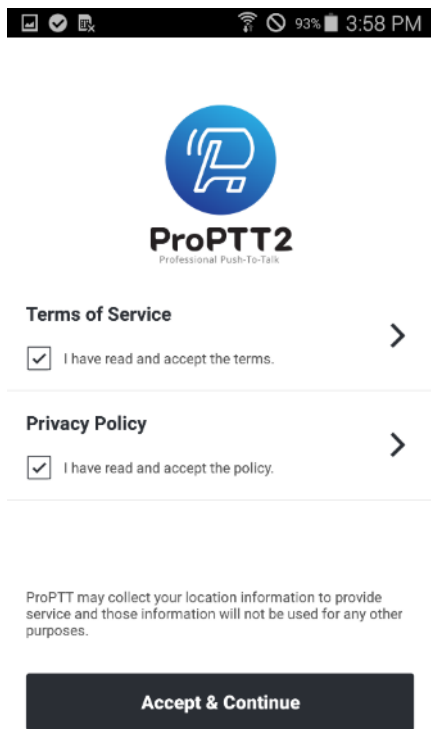 93% 3:58 PM
ProPTT2
Professional Push-To-Talk
Terms of Service
I have read and accept the terms.
Privacy Policy
I have read and accept the policy.
ProPTT may collect your location information to provide
service and those information will not be used for any other
purposes.
Accept & Continue